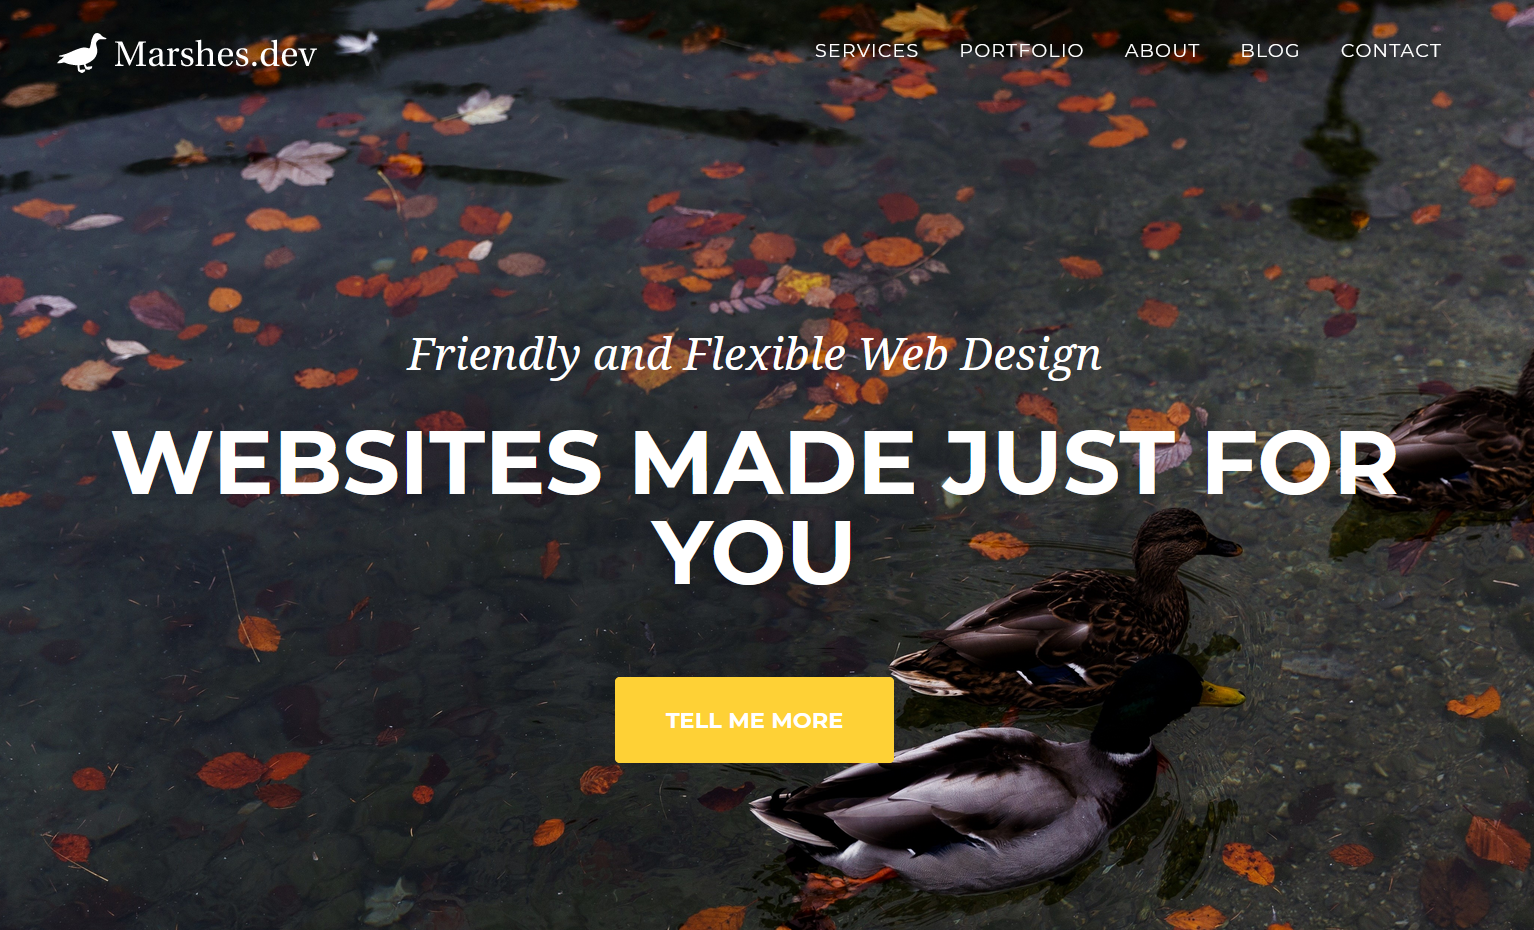 Marshes.dev
SERVICES PORTFOLIO ABOUT BLOG CONTACT
Friendly and Flexible Web Design
WEBSITES MADE JUST FOR
YOU
TELL ME MORE